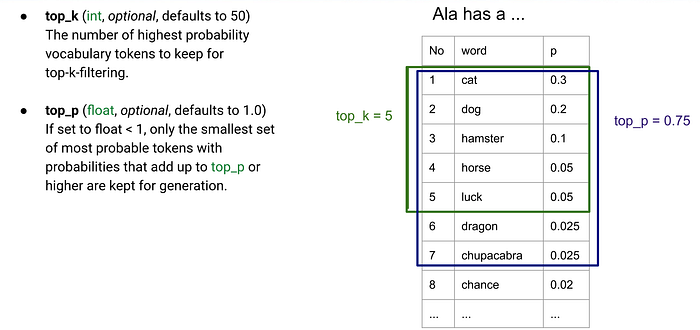 ● top_k (int, optional, defaults to 50)
The number of highest probability
vocabulary tokens to keep for
top-k-filtering.
● top_p (float, optional, defaults to 1.0)
If set to float < 1, only the smallest set
of most probable tokens with
probabilities that add up to top_p or
higher are kept for generation.
Ala has a ...
No word p
1 cat 0.3
2 dog 0.2
3 hamster 0.1
4 horse 0.05
5 luck 0.05
6 dragon 0.025
7 chupacabra 0.025
8 chance 0.02
... ... ...
top_k = 5
top_p = 0.75